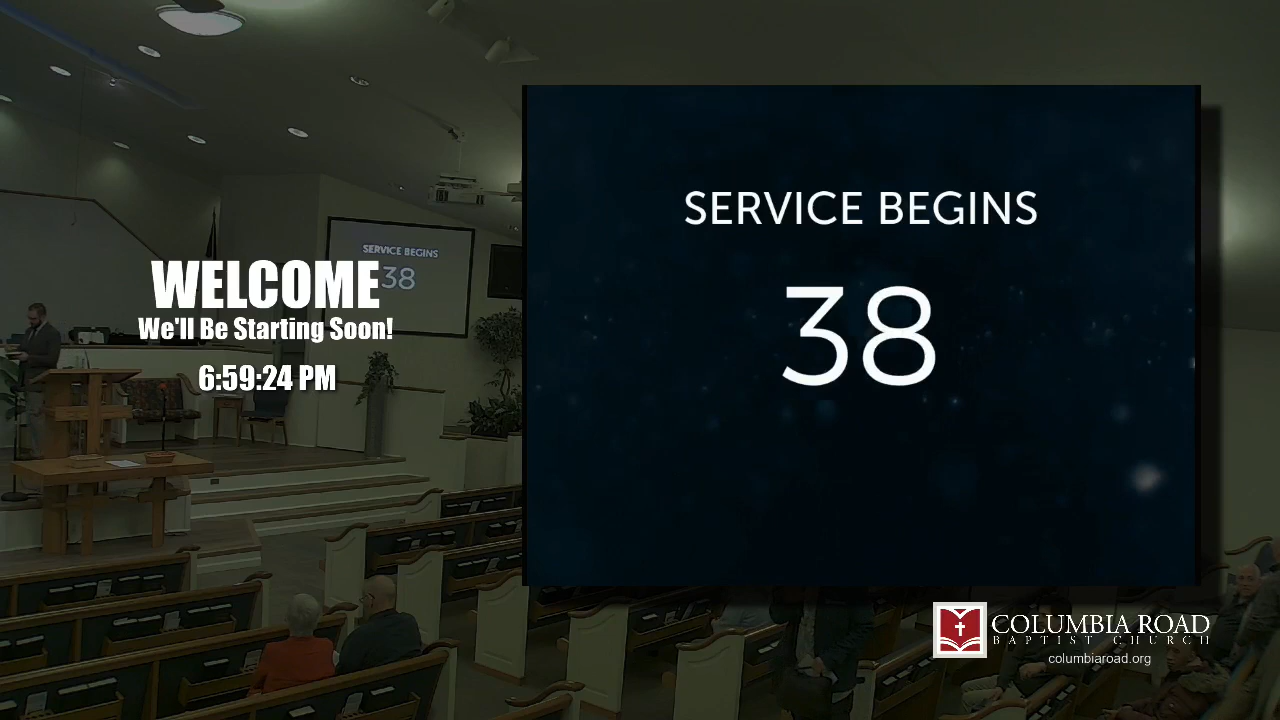 WELCOME
We'll Be Starting Soon!
6:59:24 PM
SERVICE BEGINS
38
SERVICE BEGINS
38
COLUMBIA ROAD
BAPTIST CHURCH
columbiaroad.org